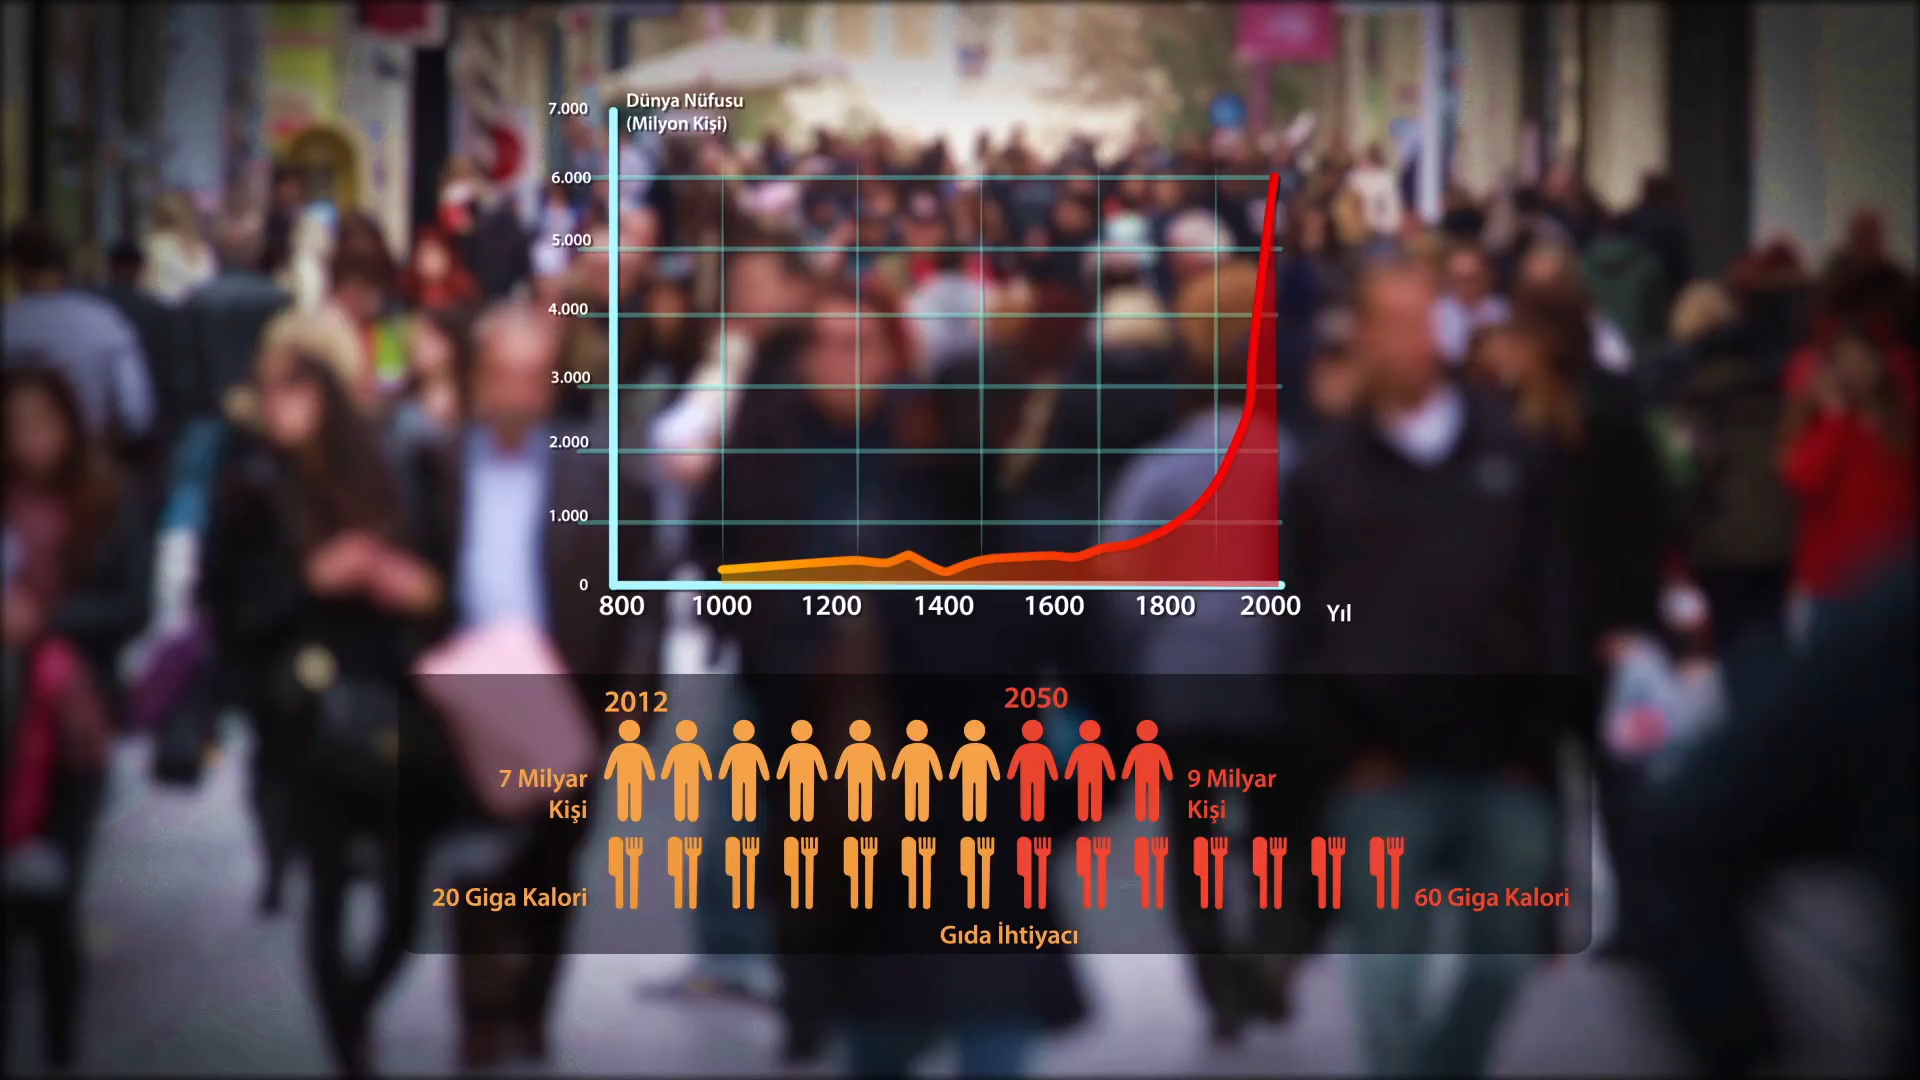 Dünya Nüfusu
(Milyon Kişi)
7.000
6.000
5.000
4.000
3.000
2.000
1.000
0
800 1000 1200 1400 1600 1800 2000 Yıl
2012 2050
7 Milyar
Kişi
9 Milyar
Kişi
20 Giga Kalori 60 Giga Kalori
Gıda İhtiyacı